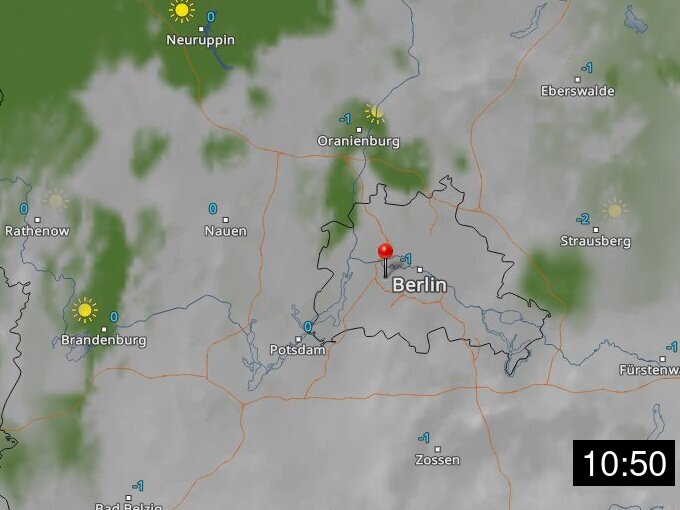 0
Neuruppin
-1
Eberswalde
-1
Oranienburg
0
Rathenow
0
Nauen
-2
Strausberg
-1
Berlin
0
Brandenburg
0
Potsdam
-1
Fürstenwa
-1
Zossen
10:50
-1
Bad Belzig